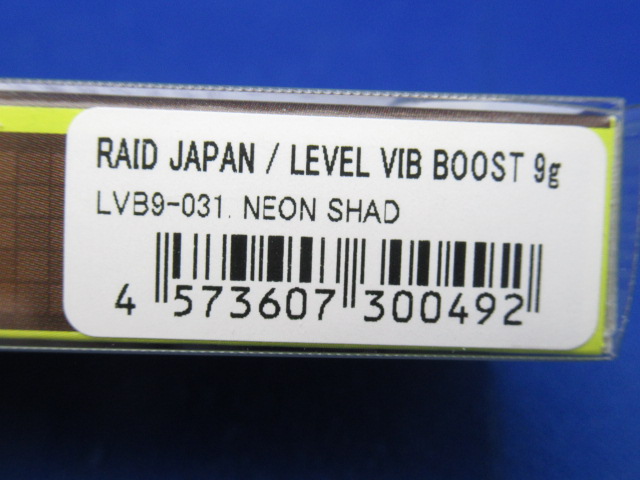 RAID JAPAN / LEVEL VIB BOOST 9g
LVB9-031. NEON SHAD
4 573607 300492